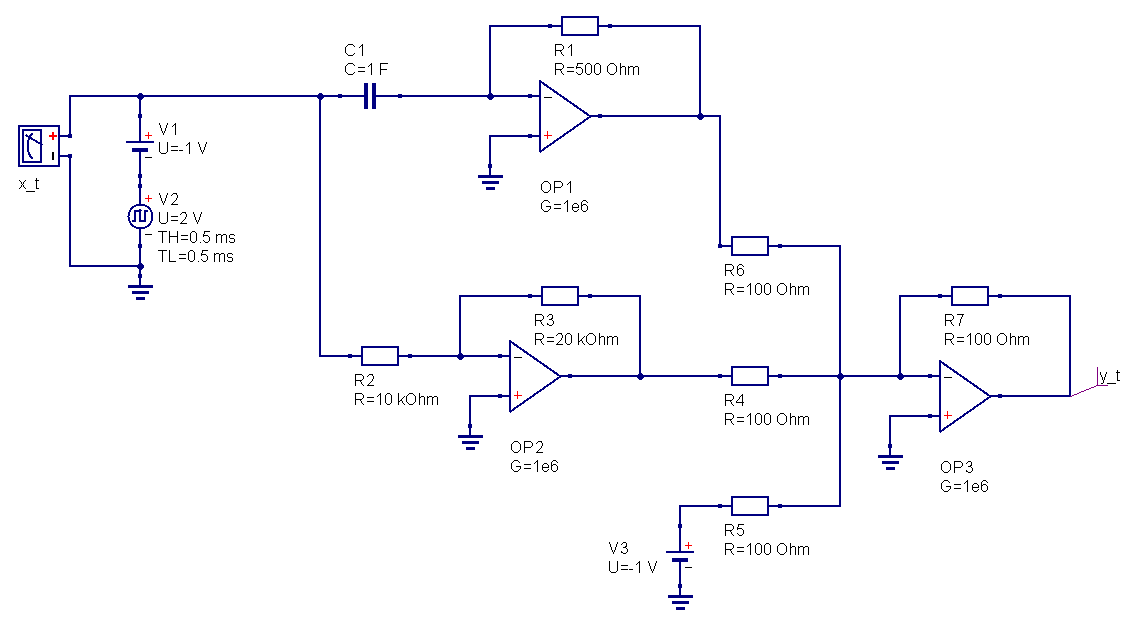 C1
C=1 F
R1
R=500 Ohm
− 
+
OP1
G=1e6
+
x_t
+
V1
U=-1 V
−
+
V2
U=2 V
−
TH=0.5 ms
TL=0.5 ms
R6
R=100 Ohm
R3
R=20 kOhm
R2
R=10 kOhm
−
+
OP2
G=1e6
R4
R=100 Ohm
R7
R=100 Ohm
y_t
−
+
OP3
G=1e6
R5
R=100 Ohm
V3
U=-1 V
+
−